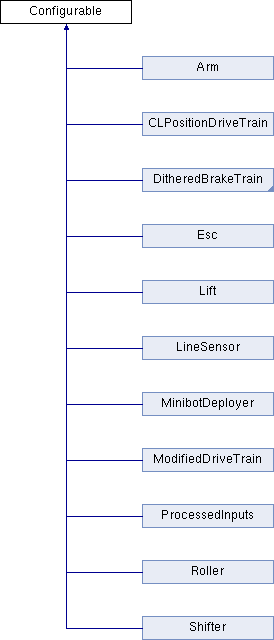 Configurable
Arm
CLPositionDriveTrain
DitheredBrakeTrain
Esc
Lift
LineSensor
MinibotDeployer
ModifiedDriveTrain
ProcessedInputs
Roller
Shifter